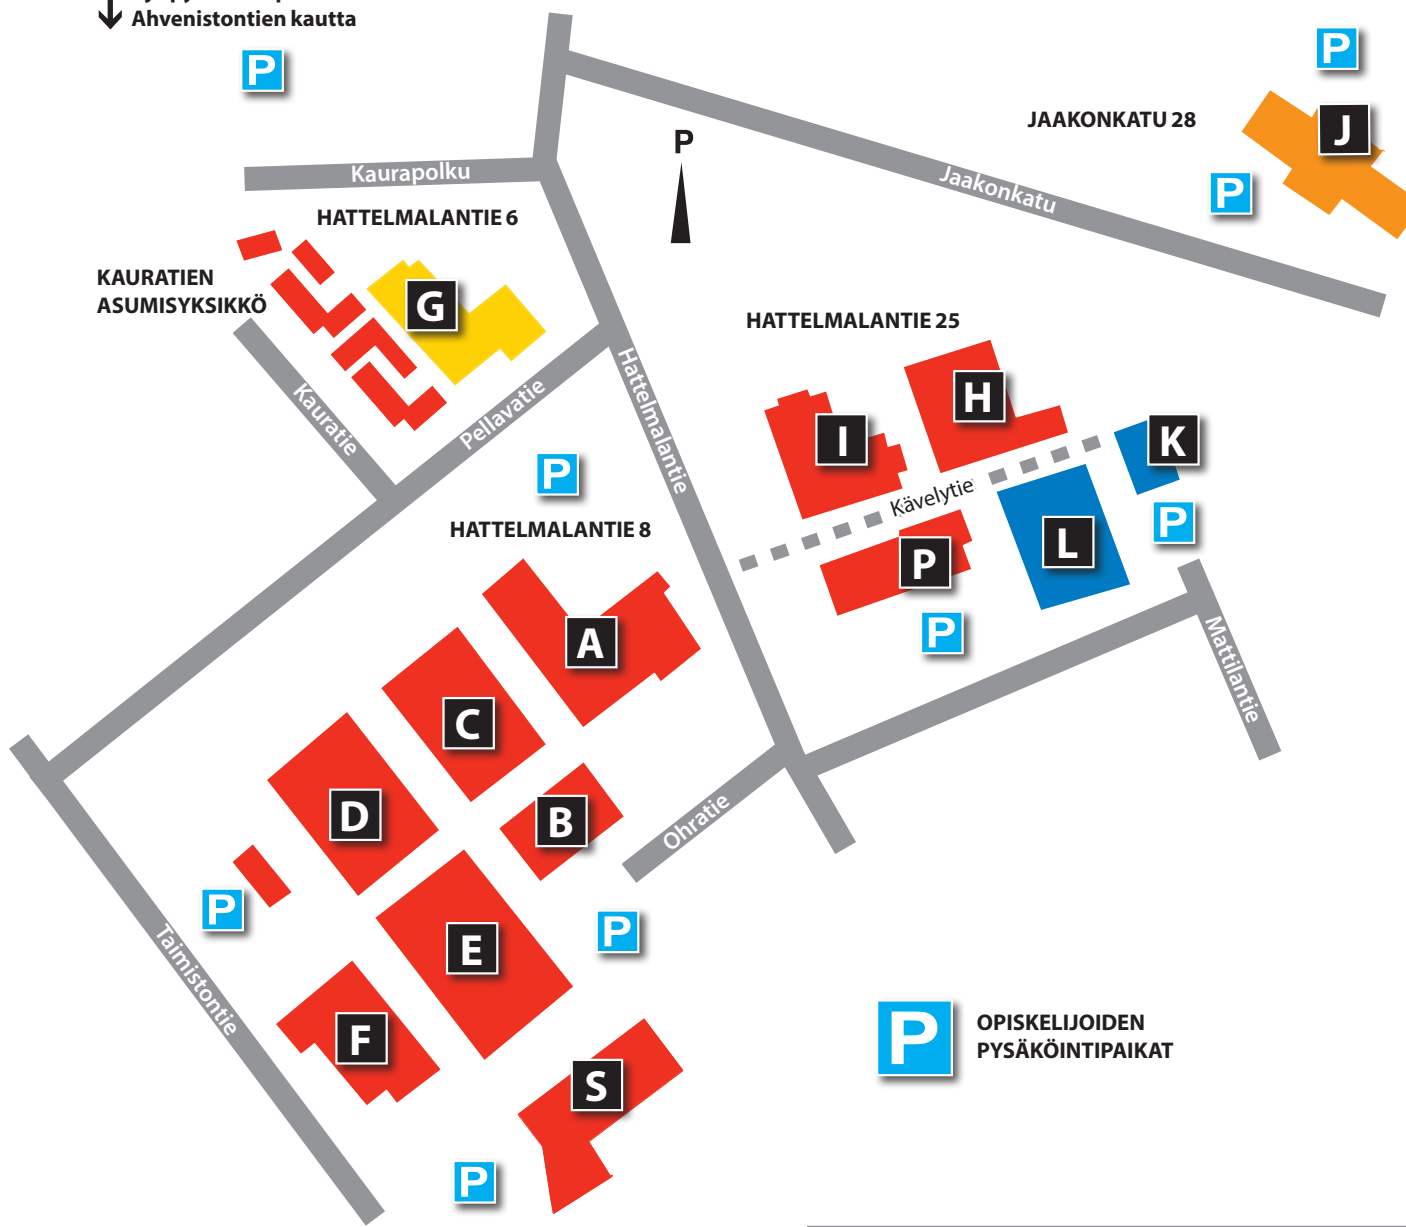 Ahvenistontien kautta
P
P
JAAKONKATU 28
J
P
P
Kaurapolku
Jaakonkatu
HATTELMALANTIE 6
KAURATIEN
ASUMISYKSIKKÖ
G
HATTELMALANTIE 25
Hattelmalantie
Kauratie
Pellavatie
H
I
K
P
Kävelytie
P
HATTELMALANTIE 8
L
P
P
A
Mattilantie
C
D
B
Ohratie
P
P
E
Taimistontie
F
S
P
P
OPISKELIJOIDEN
PYSÄKÖINTIPAIKAT